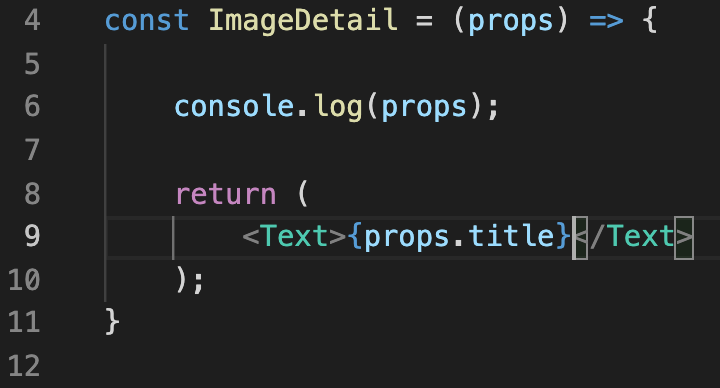 4 const ImageDetail = (props) => {
5
6 console.log(props);
7
8 return (
9 <Text>{props.title}</Text>
10 );
11 }
12